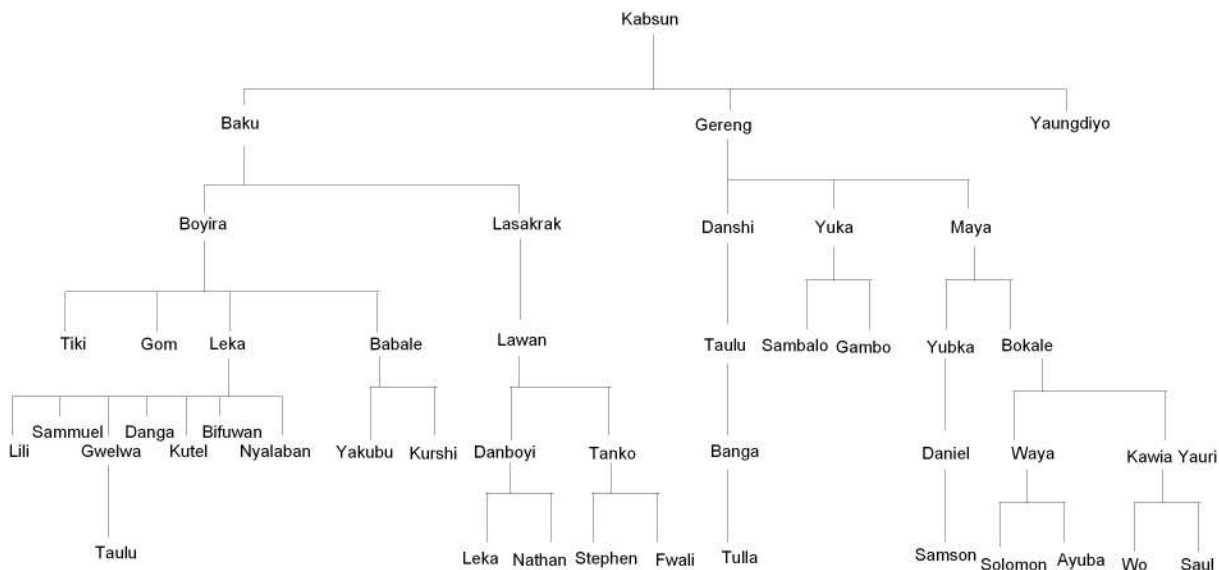 Kabsun
Baku Gereng Yaungdiyo
Boyira Lasakrak Danshi Yuka Maya
Tiki Gom Leka Babale Lawan Taulu Sambalo Gambo Yubka Bokale
Sammuel Danga Bifuwan
Lili Gwelwa Kutel Nyalaban Yakubu Kurshi Danboyi Tanko Banga Daniel Waya Kawia Yauri
Taulu Leka Nathan Stephen Fwali Tulla Samson Solomon Ayuba Wo Saul